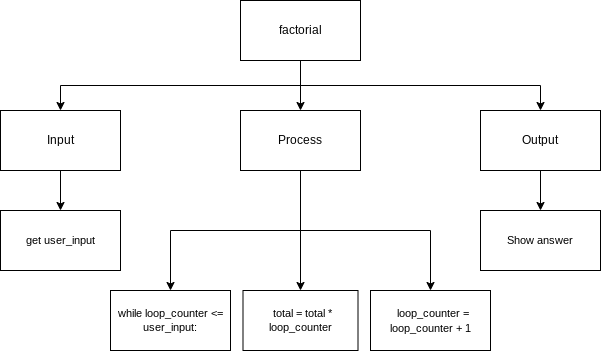 factorial
Input
Process
Output
get user_input
Show answer
while loop_counter <=
user_input:
total = total *
loop_counter
loop_counter =
loop_counter + 1